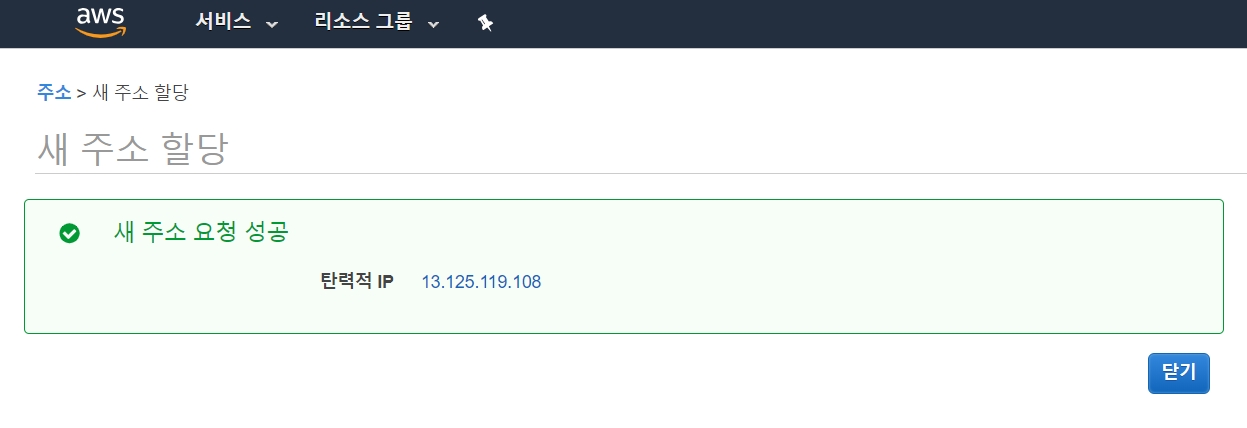 aws 서비스 리소스 그룹
주소 > 새 주소 할당
새 주소 할당
새 주소 요청 성공
탄력적 IP 13.125.119.108
닫기